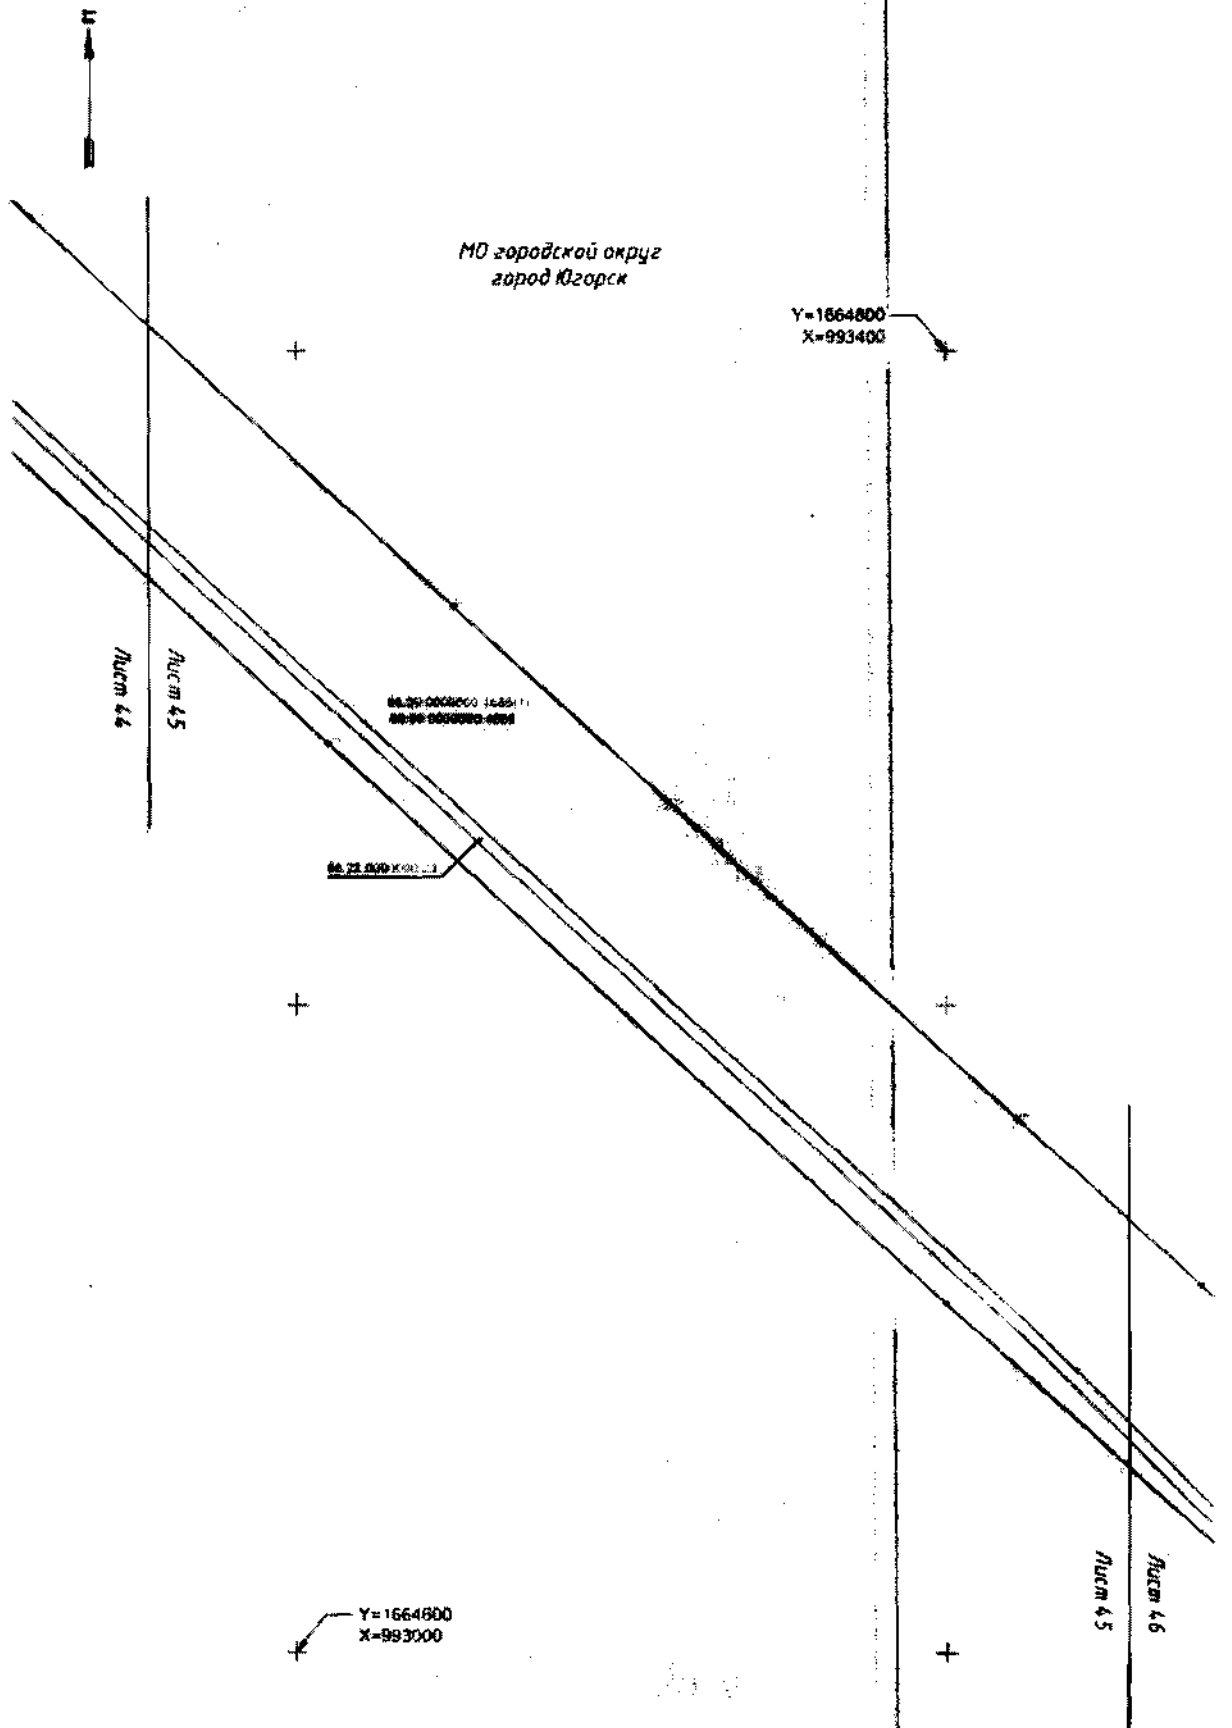 МО городской округ
город Югорск
Y=1664800
X=993400
Лист 45
Лист 44
Y=1664600
X=993000
Лист 46
Лист 45